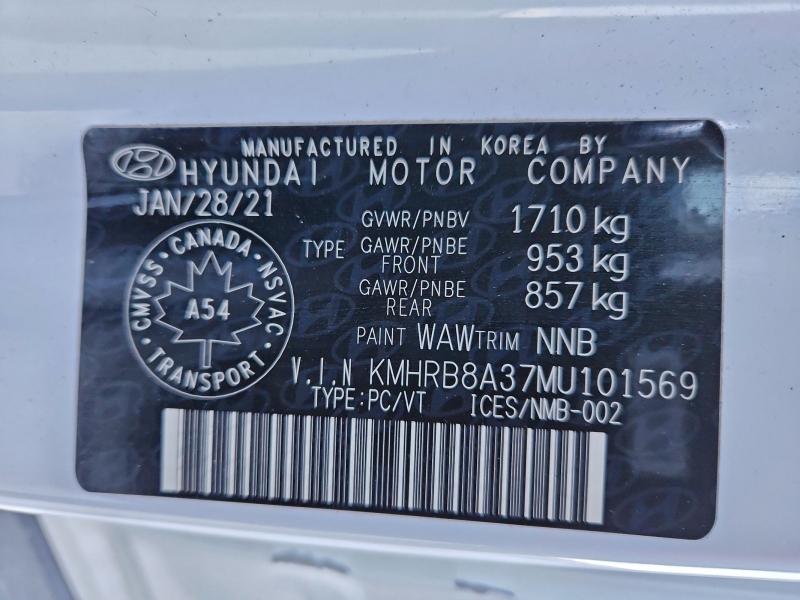 MANUFACTURED IN KOREA BY
HYUNDAI MOTOR COMPANY
JAN/28/21
GVWR/PNBV 1710 kg
TYPE GAWR/PNBE FRONT 953 kg
GAWR/PNBE REAR 857 kg
CMVSS · CANADA · NSVAC
A54
TRANSPORT
PAINT WAW TRIM NNB
V.I.N KMHRB8A37MU101569
TYPE:PC/VT ICES/NMB-002